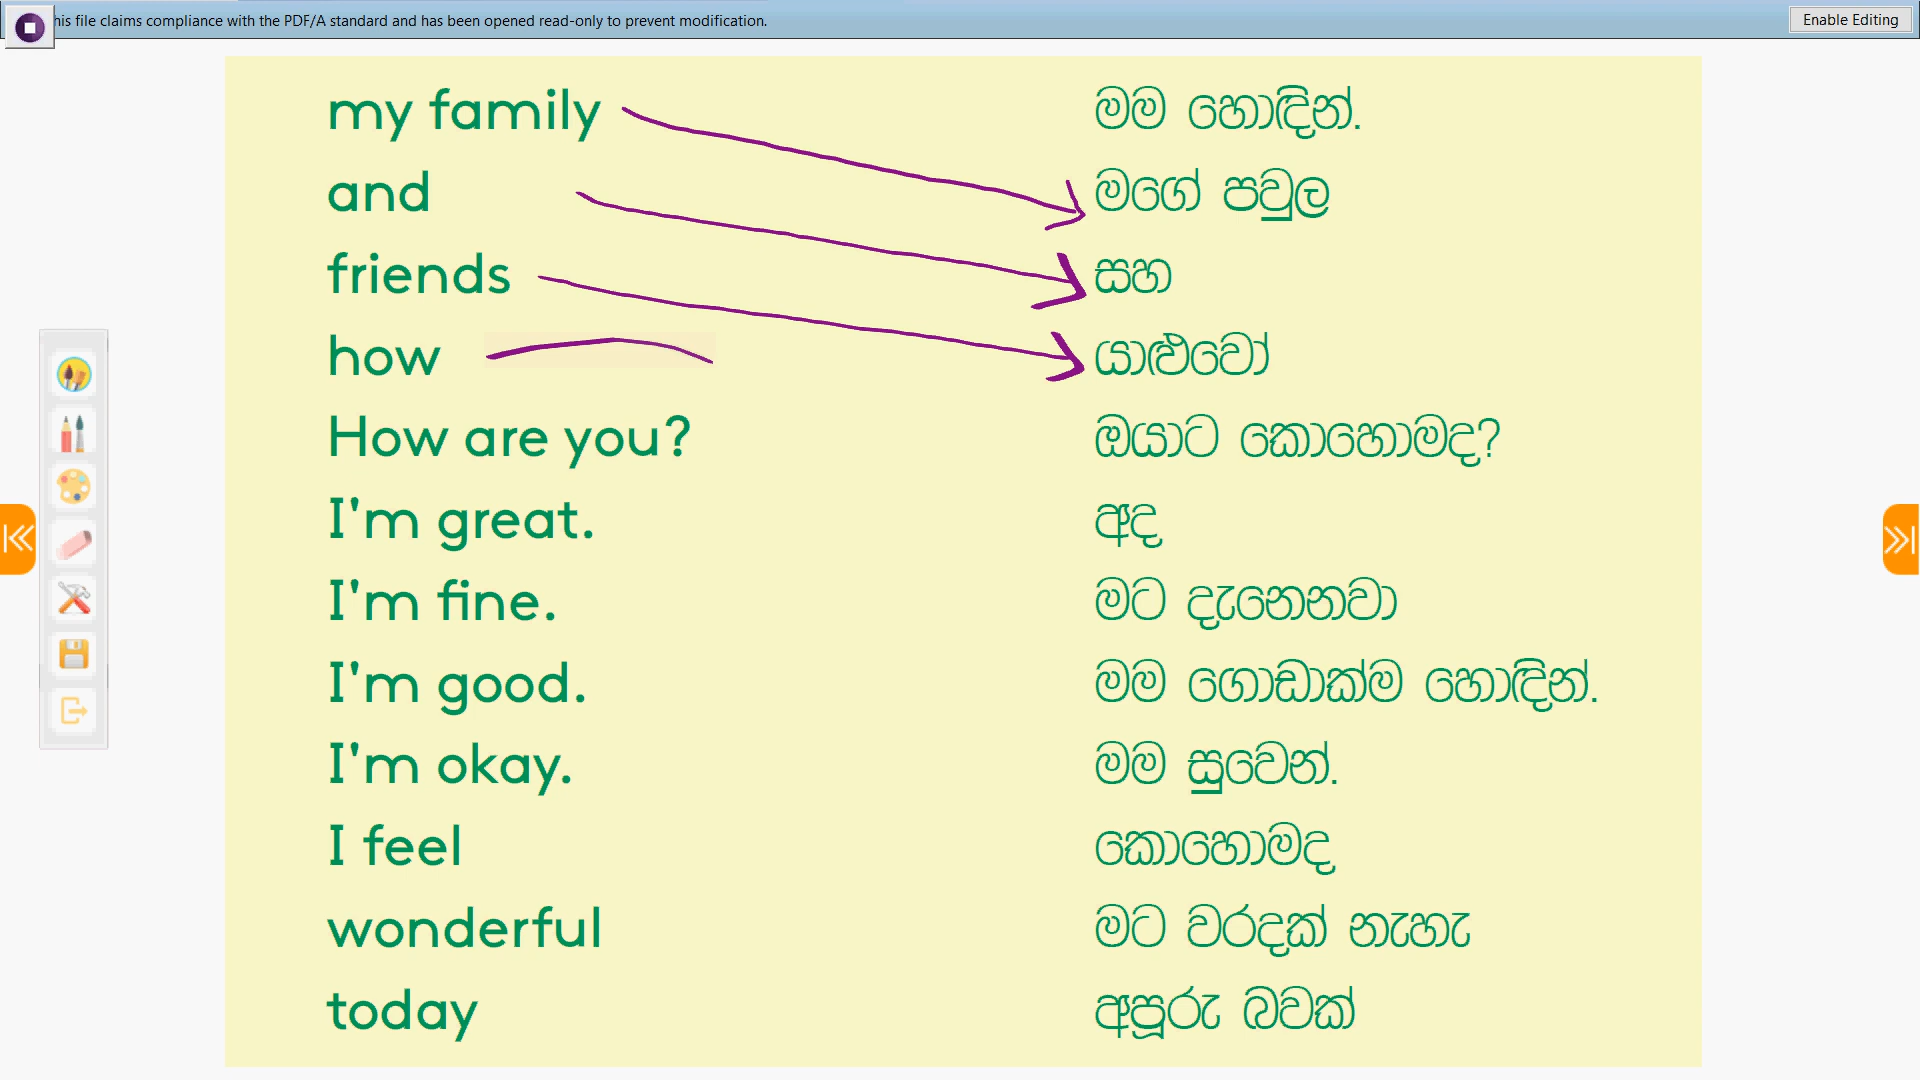 his file claims compliance with the PDF/A standard and has been opened read-only to prevent modification.
Enable Editing
my family
මම හොඳින්.
and
මගේ පවුල
friends
සහ
how
යාළුවෝ
How are you?
ඔයාට කොහොමද?
I'm great.
අද
I'm fine.
මට දැනෙනවා
I'm good.
මම ගොඩාක්ම හොඳින්.
I'm okay.
මම සුවෙන්.
I feel
කොහොමද
wonderful
මට වරදක් නැහැ
today
අපූරු බවක්